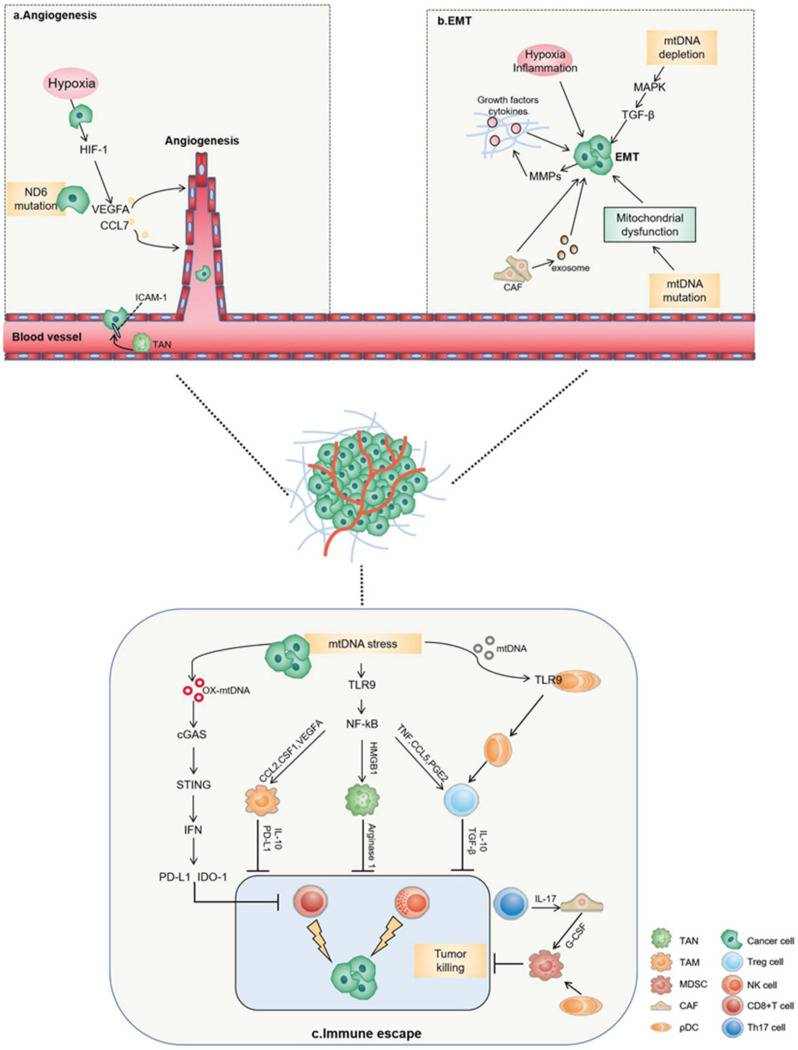 a.Angiogenesis
Hypoxia
HIF-1
Angiogenesis
ND6
mutation
VEGFA
CCL7
ICAM-1
Blood vessel
TAN
b.EMT
Hypoxia
Inflammation
mtDNA
depletion
MAPK
TGF-β
Growth factors
cytokines
EMT
MMPs
Mitochondrial
dysfunction
CAF
exosome
mtDNA
mutation
mtDNA stress
mtDNA
OX-mtDNA
TLR9
TLR9
cGAS
NF-kB
CCL2,CSF1,VEGFA
HMGB1
TNF,CCL5,PGE2
STING
IFN
IL-10
PD-L1
Arginase 1
IL-10
TGF-β
PD-L1 IDO-1
IL-17
G-CSF
Tumor
killing
c.Immune escape
TAN
Cancer cell
TAM
Treg cell
MDSC
NK cell
CAF
CD8+T cell
ρDC
Th17 cell